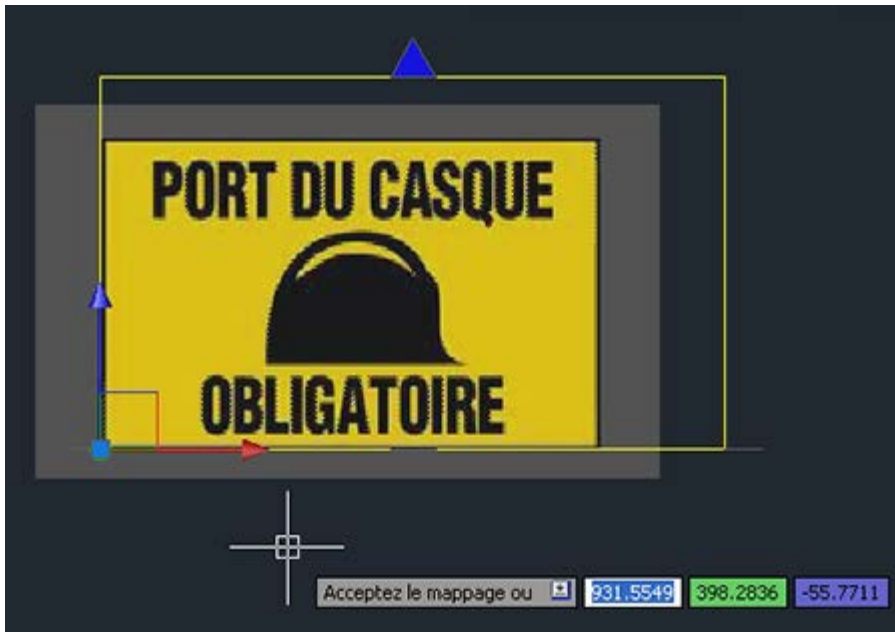 PORT DU CASQUE
OBLIGATOIRE
Acceptez le mappage ou 931.5549 398.2836 -55.7711